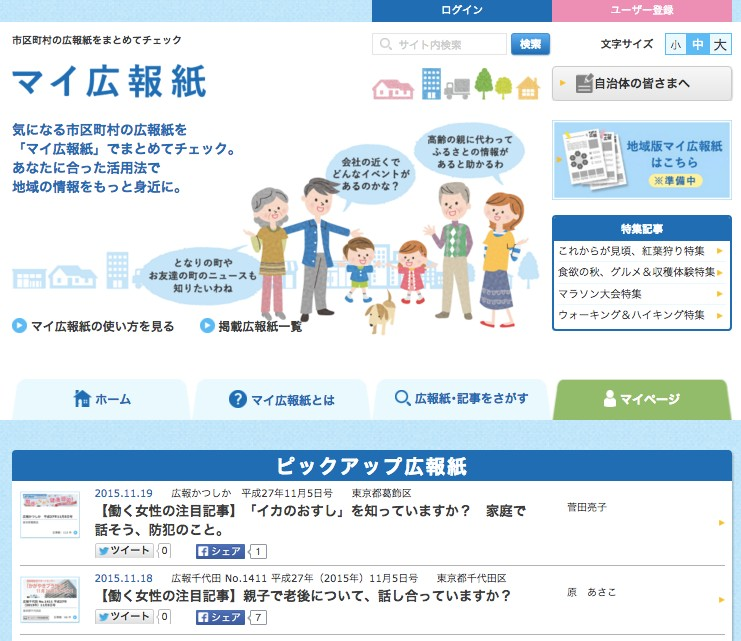 ログイン
ユーザー登録
市区町村の広報紙をまとめてチェック
サイト内検索
検索
文字サイズ
小
中
大
マイ広報紙
自治体の皆さまへ
気になる市区町村の広報紙を
「マイ広報紙」でまとめてチェック。
あなたに合った活用法で
地域の情報をもっと身近に。
会社の近くで
どんなイベントが
あるのかな?
高齢の親に代わって
ふるさとの情報が
あると助かるわ
となりの町や
お友達の町のニュースも
知りたいわね
地域版マイ広報紙
はこちら
※準備中
特集記事
これからが見頃、紅葉狩り特集
食欲の秋、グルメ&収穫体験特集
マラソン大会特集
ウォーキング&ハイキング特集
マイ広報紙の使い方を見る
掲載広報紙一覧
ホーム
マイ広報紙とは
広報紙・記事をさがす
マイページ
ピックアップ広報紙
2015.11.19 広報かつしか 平成27年11月5日号 東京都葛飾区
【働く女性の注目記事】「イカのおすし」を知っていますか? 家庭で
話そう、防犯のこと。
菅田亮子
ツイート 0
シェア 1
2015.11.18 広報千代田 No.1411 平成27年(2015年)11月5日号 東京都千代田区
【働く女性の注目記事】親子で老後について、話し合っていますか?
原 あさこ
ツイート 0
シェア 7